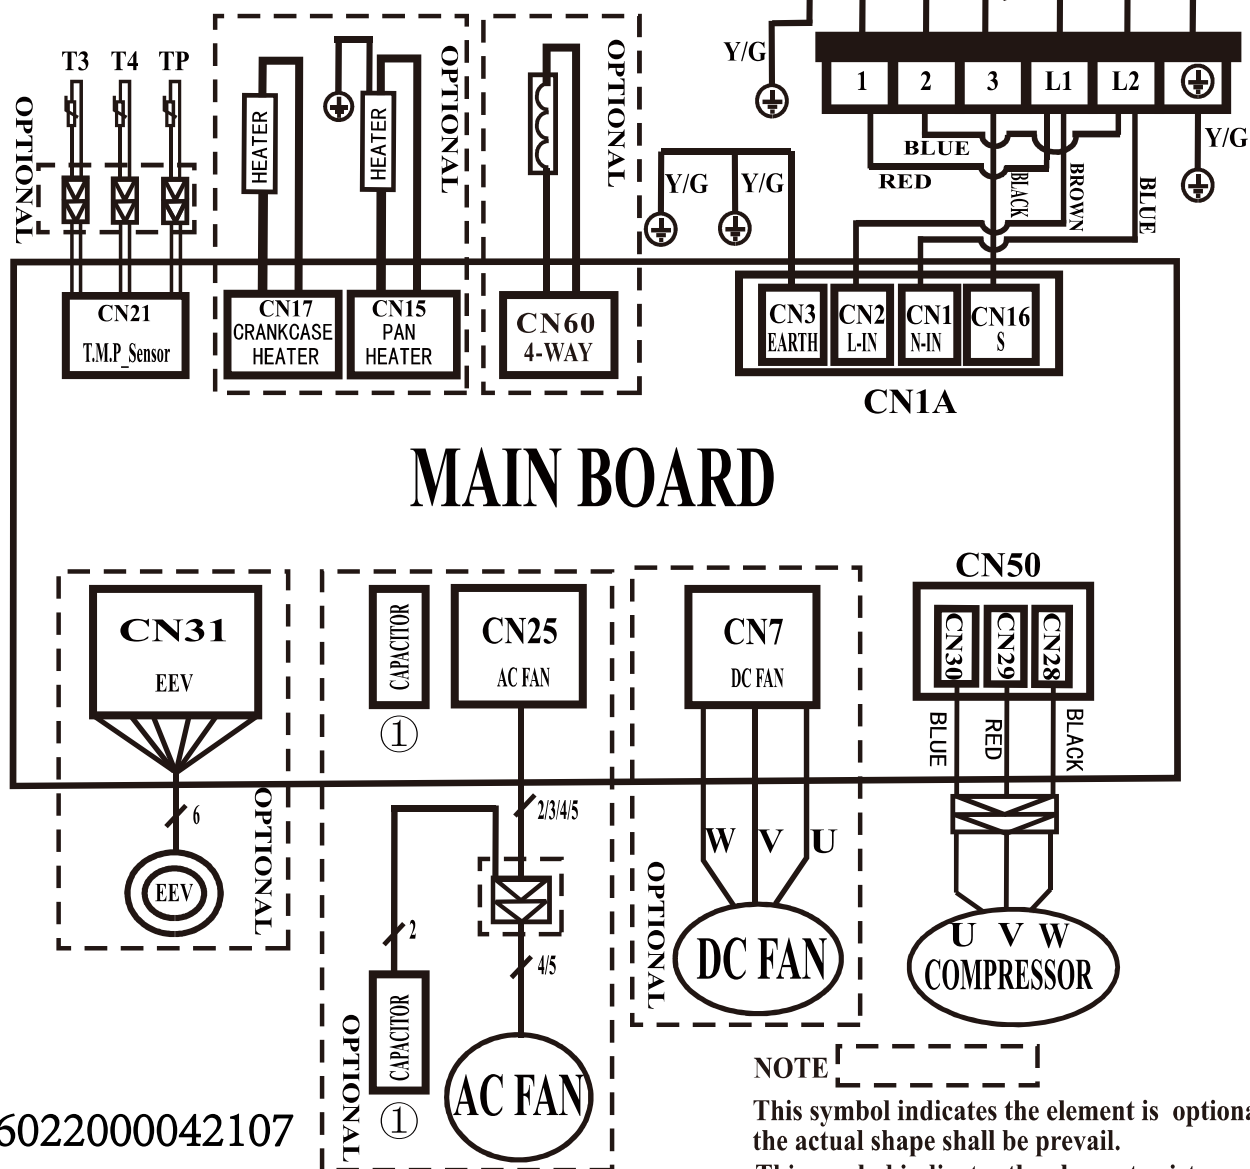 T3 T4 TP
OPTIONAL
HEATER
HEATER
OPTIONAL
OPTIONAL
Y/G
1 2 3 L1 L2
Y/G
BLUE
RED
BLACK
BROWN
BLUE
Y/G Y/G
CN21
T.M.P_Sensor
CN17
CRANKCASE
HEATER
CN15
PAN
HEATER
CN60
4-WAY
CN3
EARTH
CN2
L-IN
CN1
N-IN
CN16
S
CN1A
MAIN BOARD
CN31
EEV
CAPACITOR
①
CN25
AC FAN
CN7
DC FAN
CN50
CN30
CN29
CN28
BLUE
RED
BLACK
6
EEV
OPTIONAL
2/3/4/5
2
4/5
CAPACITOR
①
AC FAN
OPTIONAL
W V U
DC FAN
OPTIONAL
U V W
COMPRESSOR
6022000042107
NOTE
This symbol indicates the element is optiona
the actual shape shall be prevail.